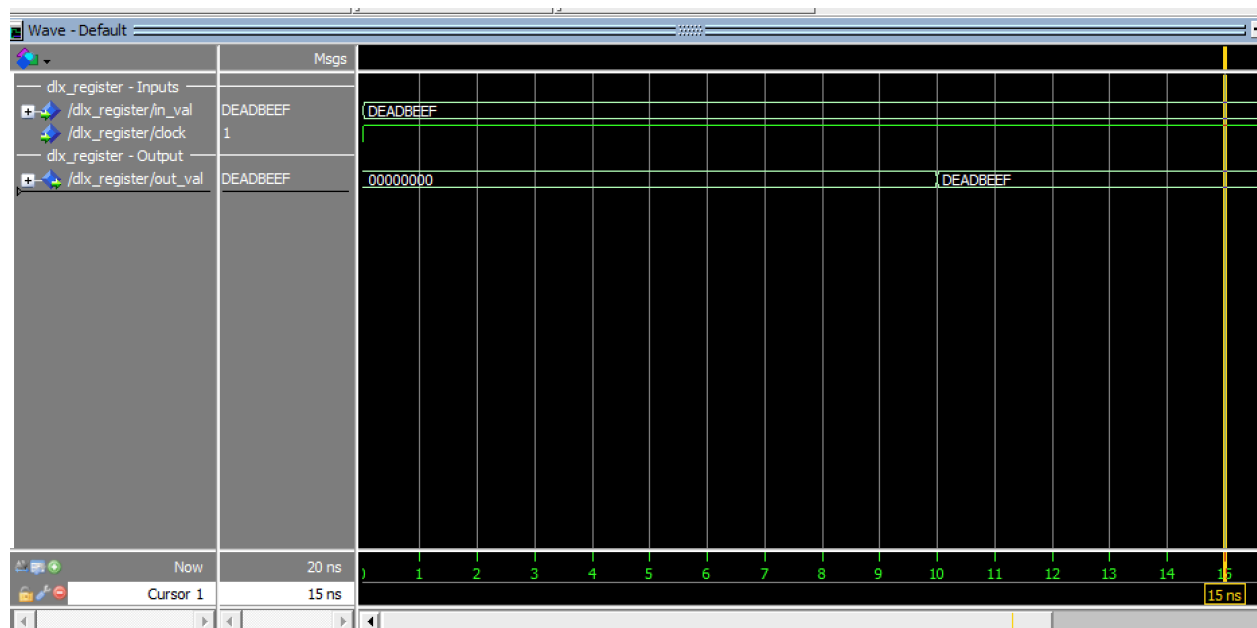 Wave - Default
Msgs
dlx_register - Inputs
/dlx_register/in_val DEADBEEF DEADBEEF
/dlx_register/clock 1
dlx_register - Output
/dlx_register/out_val DEADBEEF 00000000 DEADBEEF
Now 20 ns 1 2 3 4 5 6 7 8 9 10 11 12 13 14
Cursor 1 15 ns 15 ns